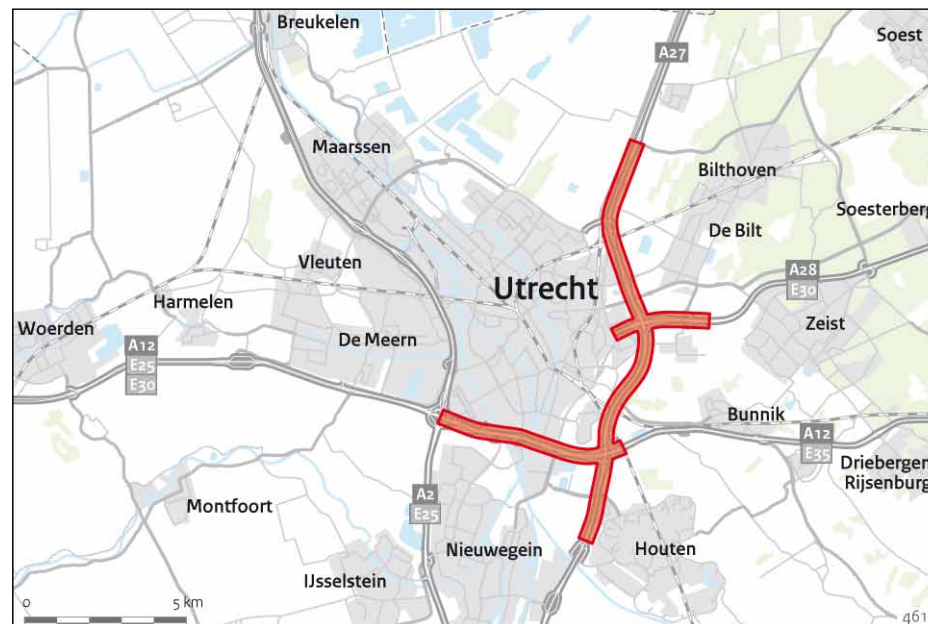 Breukelen
Soest
A27
Maarssen
Bilthoven
Soesterberg
De Bilt
Vleuten
A28
E30
Utrecht
Harmelen
Woerden
De Meern
Zeist
A12
E25
E30
Bunnik
A12
E35
Driebergen
Rijsenburg
Montfoort
A2
E25
Nieuwegein
Houten
IJsselstein
0
5 km
461